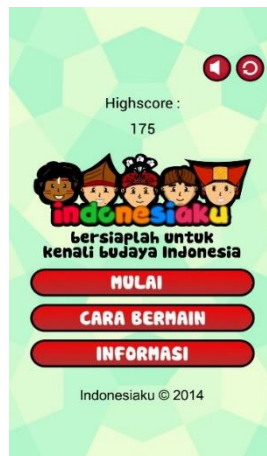 Highscore :
175
indonesiaku
bersiaplah untuk
kenali budaya Indonesia
MULAI
CARA BERMAIN
INFORMASI
Indonesiaku © 2014